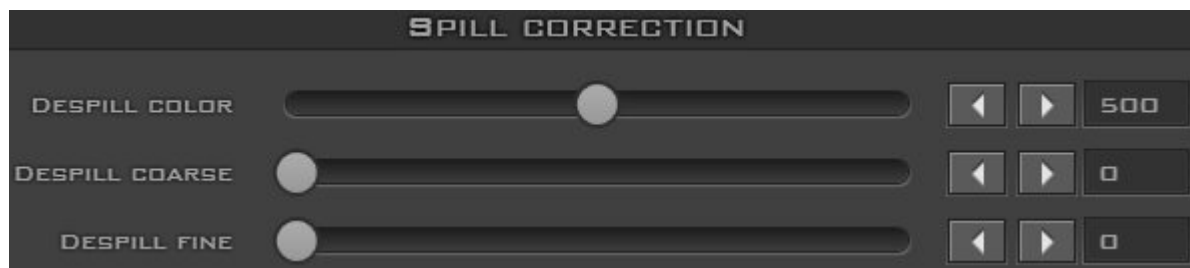 SPILL CORRECTION
DESPILL COLOR 500
DESPILL COARSE 0
DESPILL FINE 0